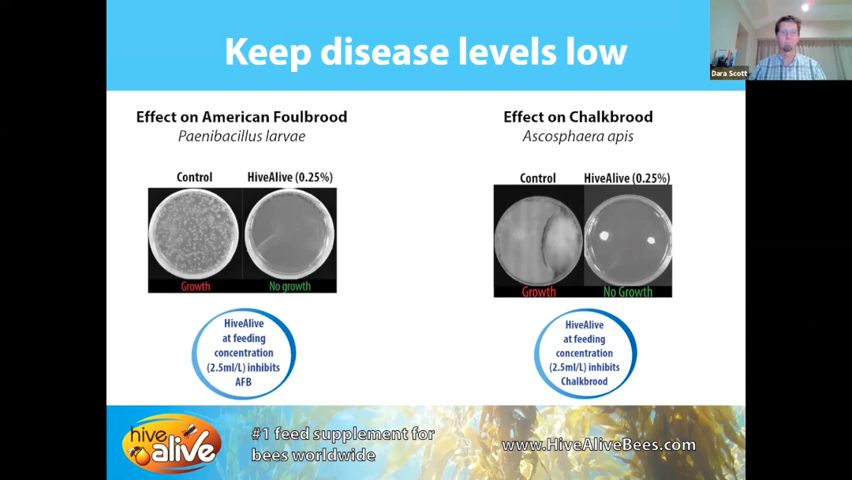 Keep disease levels low
Dara Scott
Effect on American Foulbrood
Paenibacillus larvae
Control
HiveAlive (0.25%)
Growth
No growth
HiveAlive
at feeding
concentration
(2.5ml/L) inhibits
AFB
Effect on Chalkbrood
Ascosphaera apis
Control
HiveAlive (0.25%)
Growth
No Growth
HiveAlive
at feeding
concentration
(2.5ml/L) inhibits
Chalkbrood
hive
alive
#1 feed supplement for
bees worldwide
www.HiveAliveBees.com